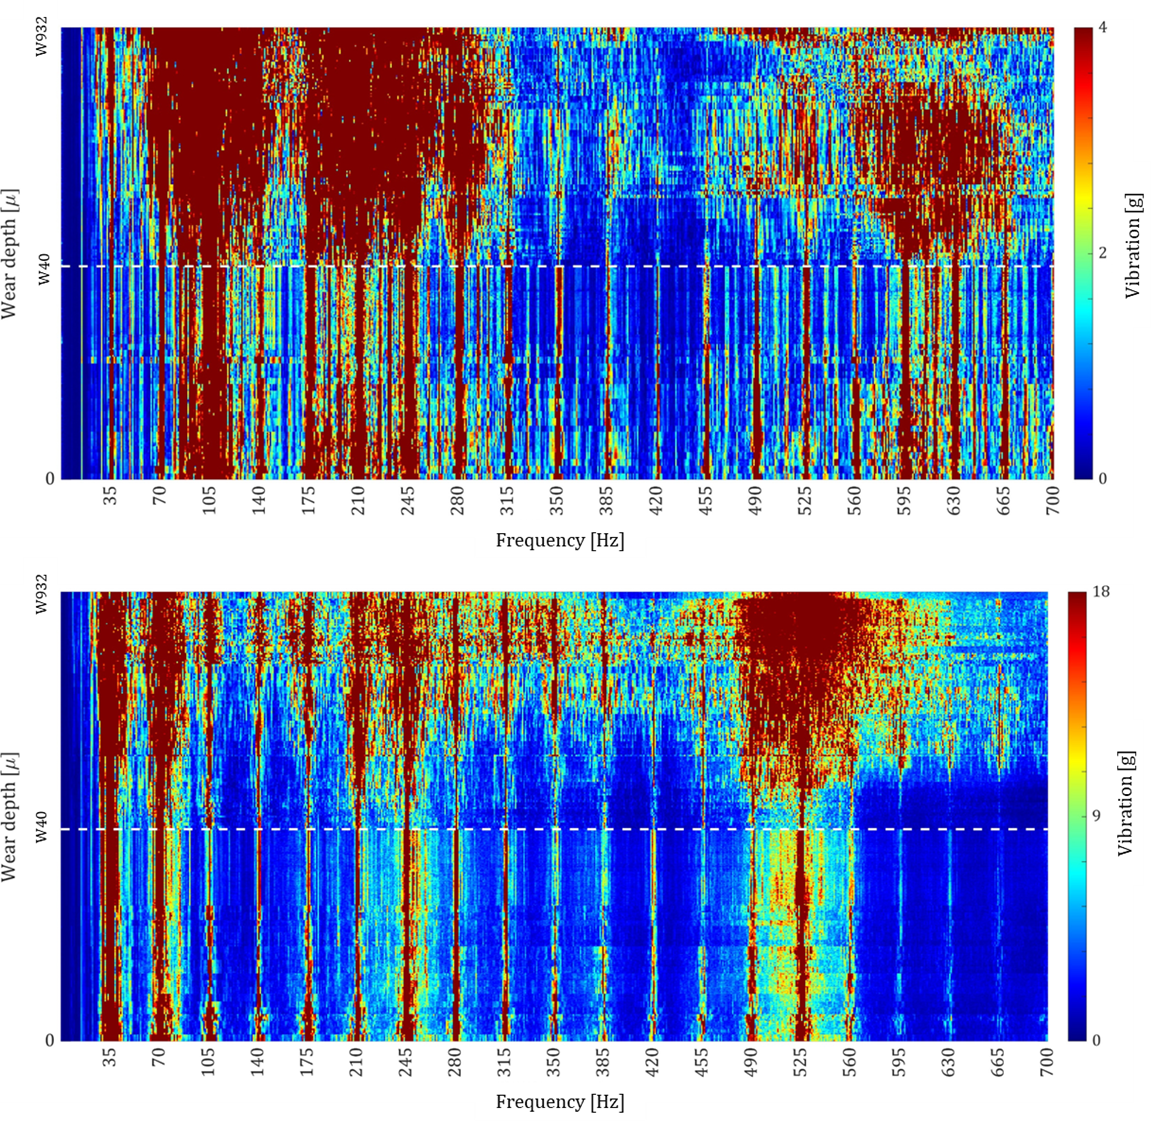 W932
4
Wear depth [μ]
Vibration [g]
2
W40
0
0
35 70 105 140 175 210 245 280 315 350 385 420 455 490 525 560 595 630 665 700
Frequency [Hz]
W932
18
Wear depth [μ]
Vibration [g]
9
W40
0
0
35 70 105 140 175 210 245 280 315 350 385 420 455 490 525 560 595 630 665 700
Frequency [Hz]